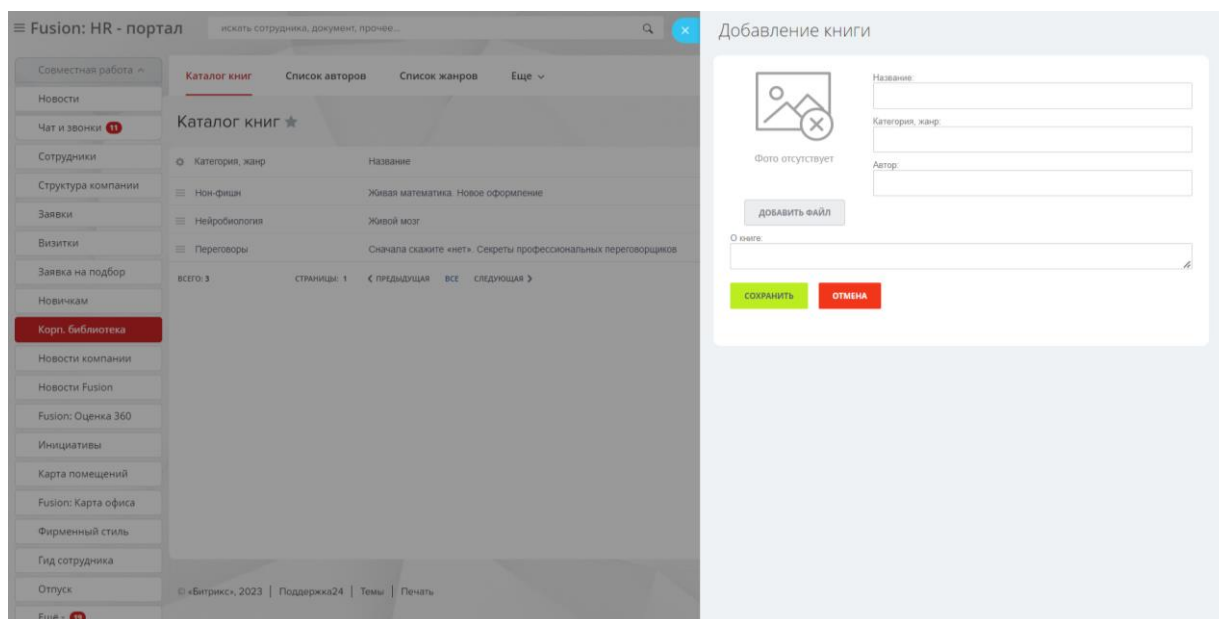 Fusion: HR - портал
искать сотрудника, документ, прочее...
Совместная работа
Новости
Чат и звонки 11
Сотрудники
Структура компании
Заявки
Визитки
Заявка на подбор
Новичкам
Корп. библиотека
Новости компании
Новости Fusion
Fusion: Оценка 360
Инициативы
Карта помещений
Fusion: Карта офиса
Фирменный стиль
Гид сотрудника
Отпуск
Ещё
Каталог книг Список авторов Список жанров Еще
Каталог книг
Категория, жанр Название
Нон-фишн Живая математика. Новое оформление
Нейробиология Живой мозг
Переговоры Сначала скажите «нет». Секреты профессиональных переговорщиков
ВСЕГО: 3 СТРАНИЦЫ: 1 ПРЕДЫДУЩАЯ ВСЕ СЛЕДУЮЩАЯ
© «Битрикс», 2023 | Поддержка24 | Темы | Печать
Добавление книги
Фото отсутствует
ДОБАВИТЬ ФАЙЛ
Название:
Категория, жанр:
Автор:
О книге:
СОХРАНИТЬ ОТМЕНА